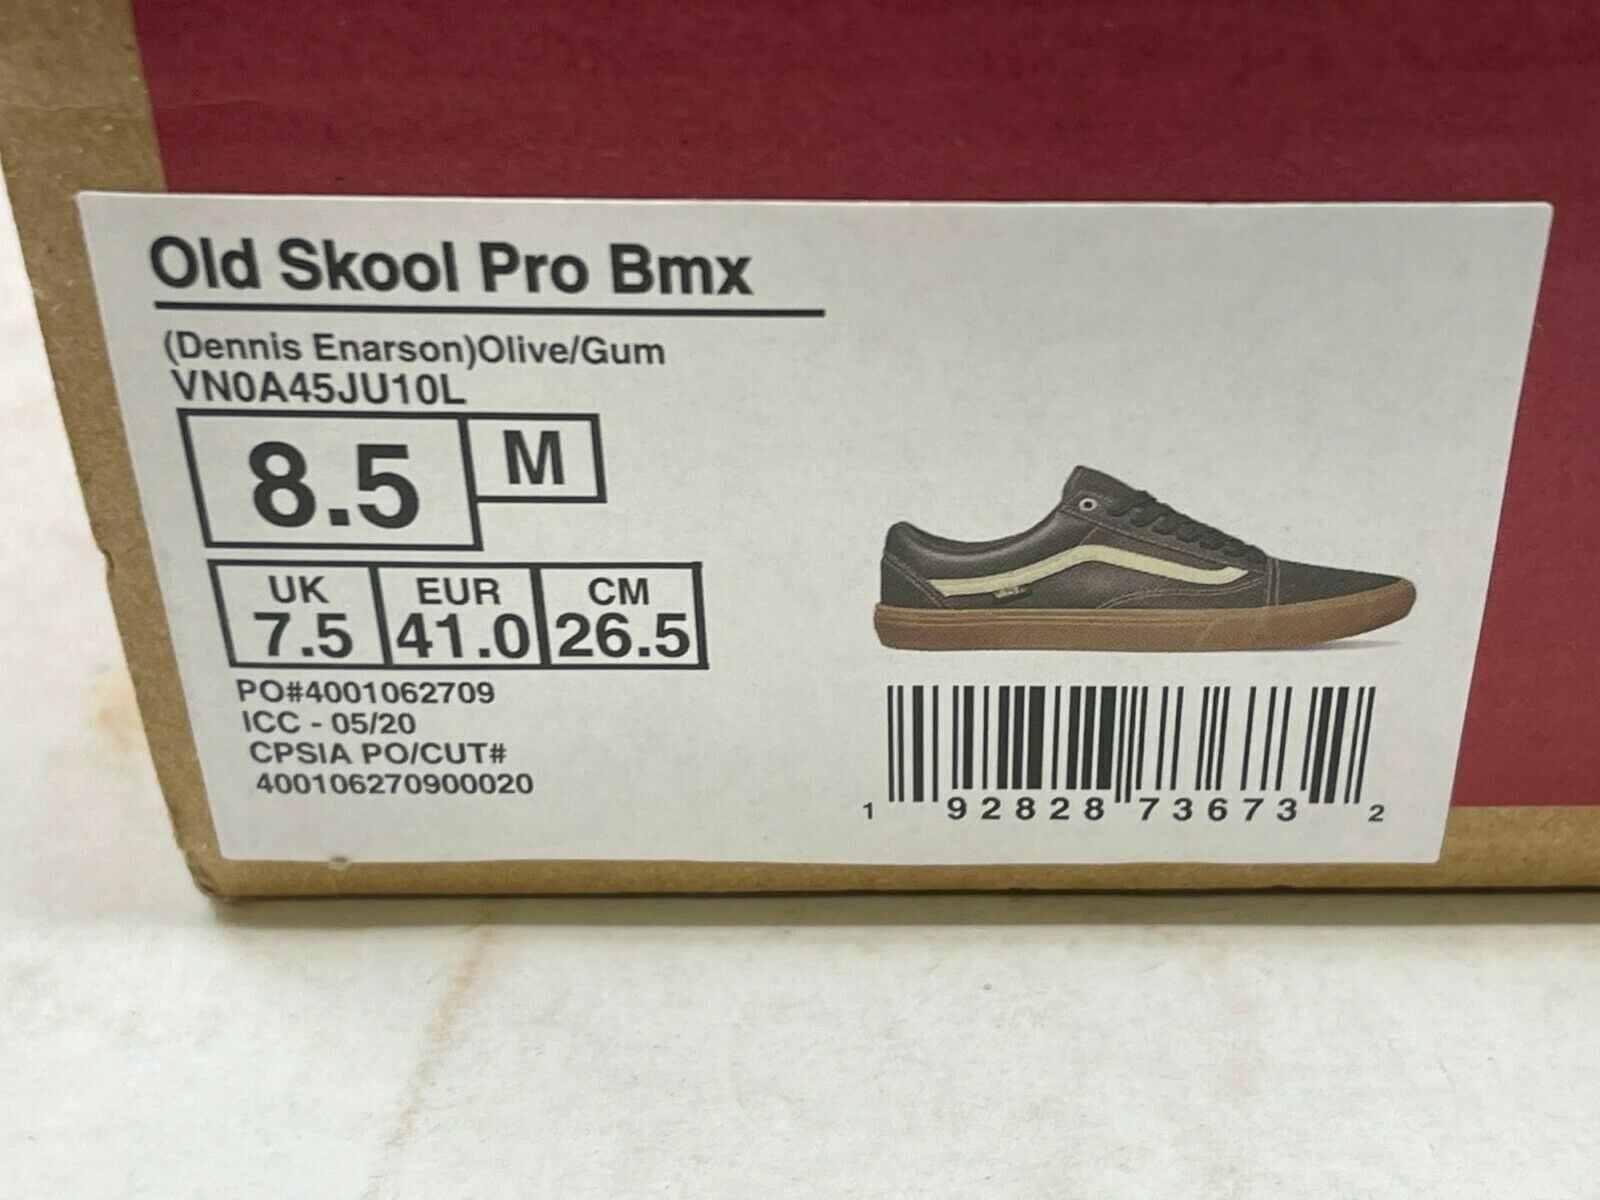 Old Skool Pro Bmx
(Dennis Enarson)Olive/Gum
VN0A45JU10L
8.5 M
UK EUR CM
7.5 41.0 26.5
PO#4001062709
ICC - 05/20
CPSIA PO/CUT#
400106270900020
1 92828 73673 2